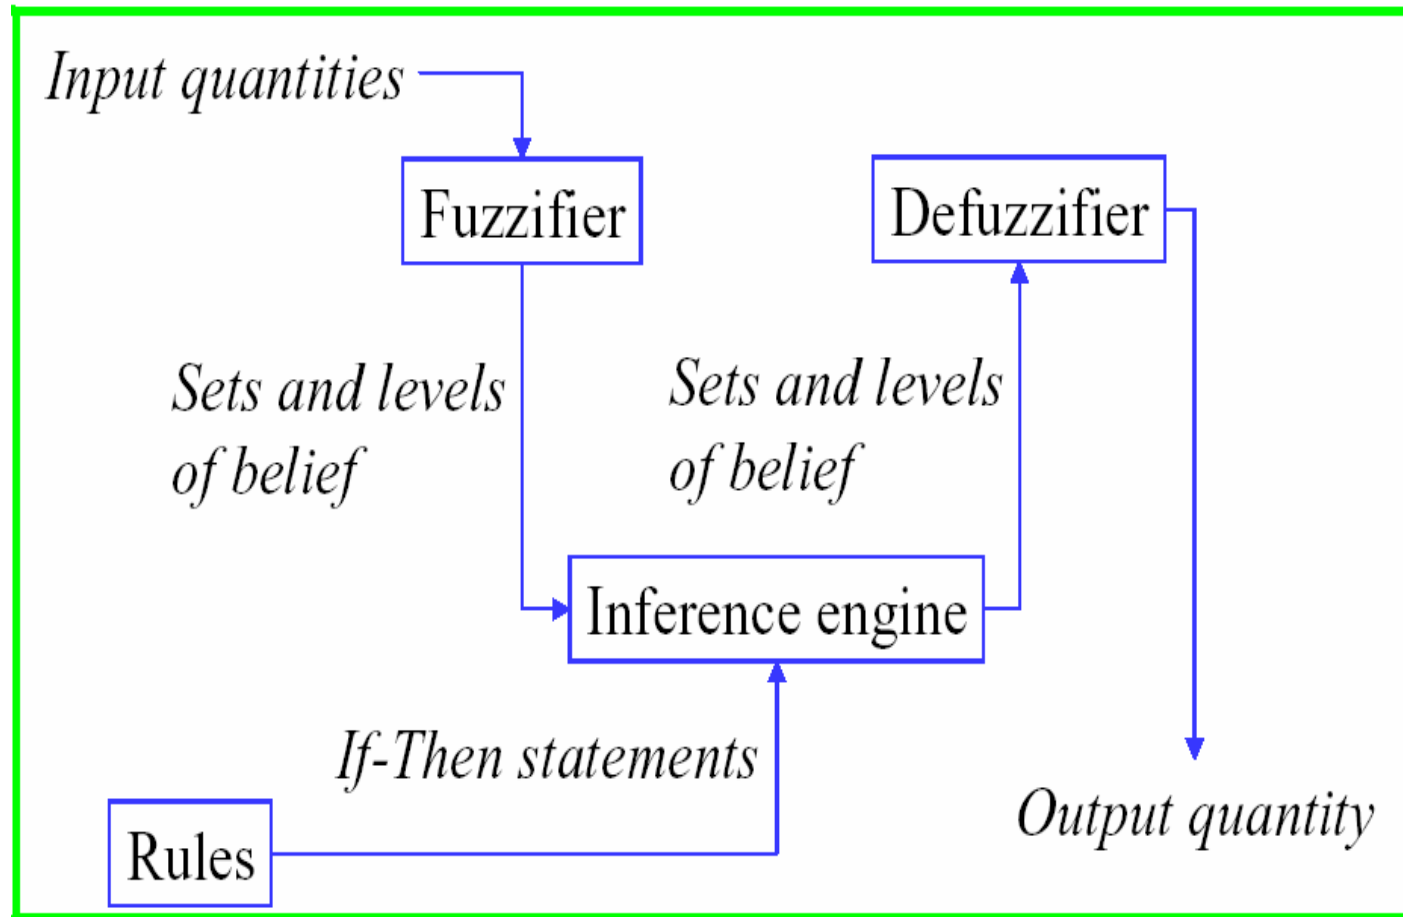 Input quantities
Fuzzifier
Defuzzifier
Sets and levels
of belief
Sets and levels
of belief
Inference engine
If-Then statements
Rules
Output quantity